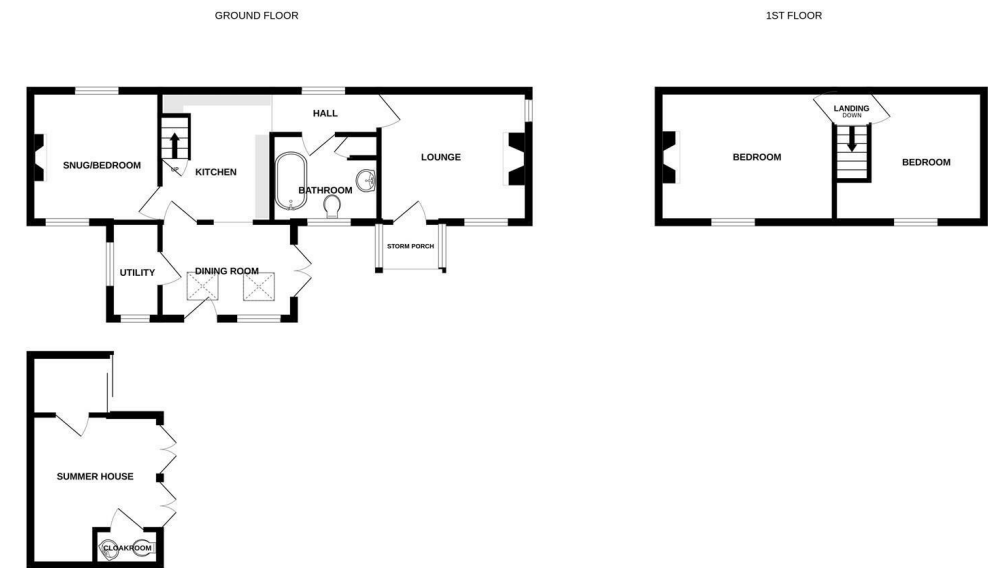 GROUND FLOOR
1ST FLOOR
HALL
LANDING
DOWN
SNUG/BEDROOM
UP
KITCHEN
LOUNGE
BEDROOM
BEDROOM
BATHROOM
STORM PORCH
UTILITY
DINING ROOM
SUMMER HOUSE
CLOAKROOM